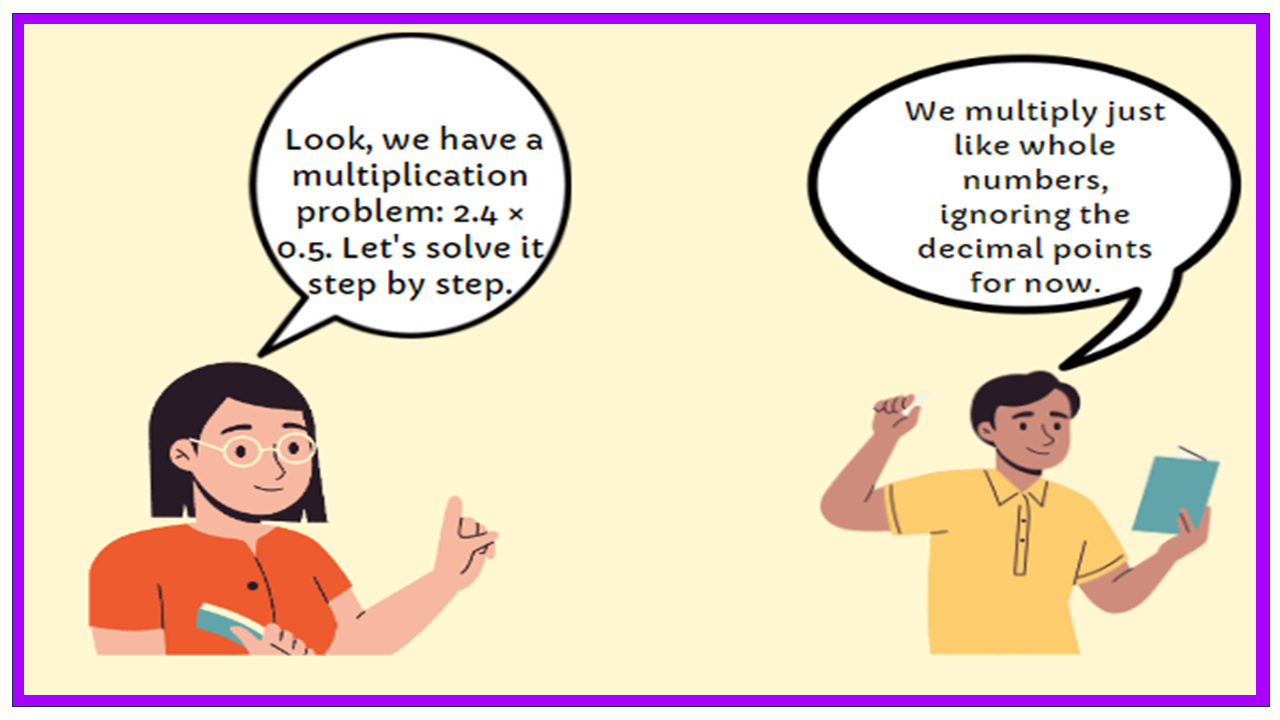 Look, we have a
multiplication
problem: 2.4 ×
0.5. Let's solve it
step by step.
We multiply just
like whole
numbers,
ignoring the
decimal points
for now.